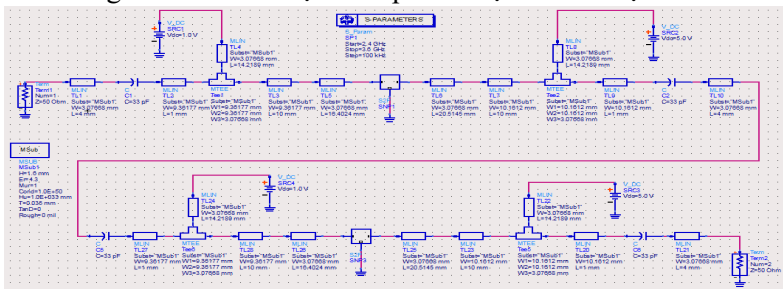 V_DC
SRC1
Vdc=1.0 V
MLIN
TL4
Subst="MSub1"
W=3.07668 mm
L=14.2189 mm
S-PARAMETERS
S_Param
SP1
Start=2.4 GHz
Stop=3.6 GHz
Step=100 kHz
MLIN
TL8
Subst="MSub1"
W=3.07668 mm
L=14.2189 mm
V_DC
SRC2
Vdc=5.0 V
Term
Term1
Num=1
Z=50 Ohm
MLIN
TL1
Subst="MSub1"
W=3.07668 mm
L=4 mm
C
C1
C=33 pF
MLIN
TL2
Subst="MSub1"
W=9.36177 mm
L=1 mm
MTEE
Tee1
Subst="MSub1"
W1=9.36177 mm
W2=9.36177 mm
W3=3.07668 mm
MLIN
TL3
Subst="MSub1"
W=9.36177 mm
L=10 mm
MLIN
TL5
Subst="MSub1"
W=3.07668 mm
L=16.4024 mm
S2P
SNP1
MLIN
TL6
Subst="MSub1"
W=3.07668 mm
L=20.5145 mm
MLIN
TL7
Subst="MSub1"
W=10.1612 mm
L=10 mm
MTEE
Tee2
Subst="MSub1"
W1=10.1612 mm
W2=10.1612 mm
W3=3.07668 mm
MLIN
TL9
Subst="MSub1"
W=10.1612 mm
L=1 mm
C
C2
C=33 pF
MLIN
TL10
Subst="MSub1"
W=3.07668 mm
L=4 mm
MSub
MSUB
MSub1
H=1.6 mm
Er=4.3
Mur=1
Cond=1.0E+50
Hu=1.0E+033 mm
T=0.035 mm
TanD=0
Rough=0 mil
MLIN
TL24
Subst="MSub1"
W=3.07668 mm
L=14.2189 mm
V_DC
SRC4
Vdc=1.0 V
MLIN
TL22
Subst="MSub1"
W=3.07668 mm
L=14.2189 mm
V_DC
SRC3
Vdc=5.0 V
C
C=33 pF
MLIN
TL27
Subst="MSub1"
W=9.36177 mm
L=1 mm
MTEE
Subst="MSub1"
W1=9.36177 mm
W2=9.36177 mm
W3=3.07668 mm
MLIN
Subst="MSub1"
W=9.36177 mm
L=10 mm
MLIN
Subst="MSub1"
W=3.07668 mm
L=16.4024 mm
S2P
SNP3
MLIN
Subst="MSub1"
W=3.07668 mm
L=20.5145 mm
MLIN
TL23
Subst="MSub1"
W=10.1612 mm
L=10 mm
MTEE
Subst="MSub1"
W1=10.1612 mm
W2=10.1612 mm
W3=3.07668 mm
MLIN
TL20
Subst="MSub1"
W=10.1612 mm
L=1 mm
C
C=33 pF
MLIN
TL21
Subst="MSub1"
W=3.07668 mm
L=4 mm
Term
Term2
Num=2
Z=50 Ohm